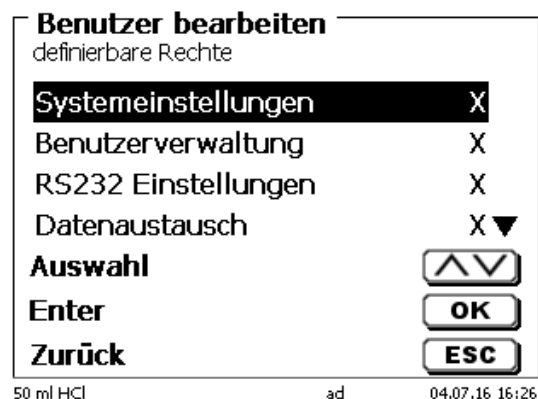 Benutzer bearbeiten
definierbare Rechte
Systemeinstellungen X
Benutzerverwaltung X
RS232 Einstellungen X
Datenaustausch X
Auswahl
Enter OK
Zurück ESC
50 ml HCl ad 04.07.16 16:26